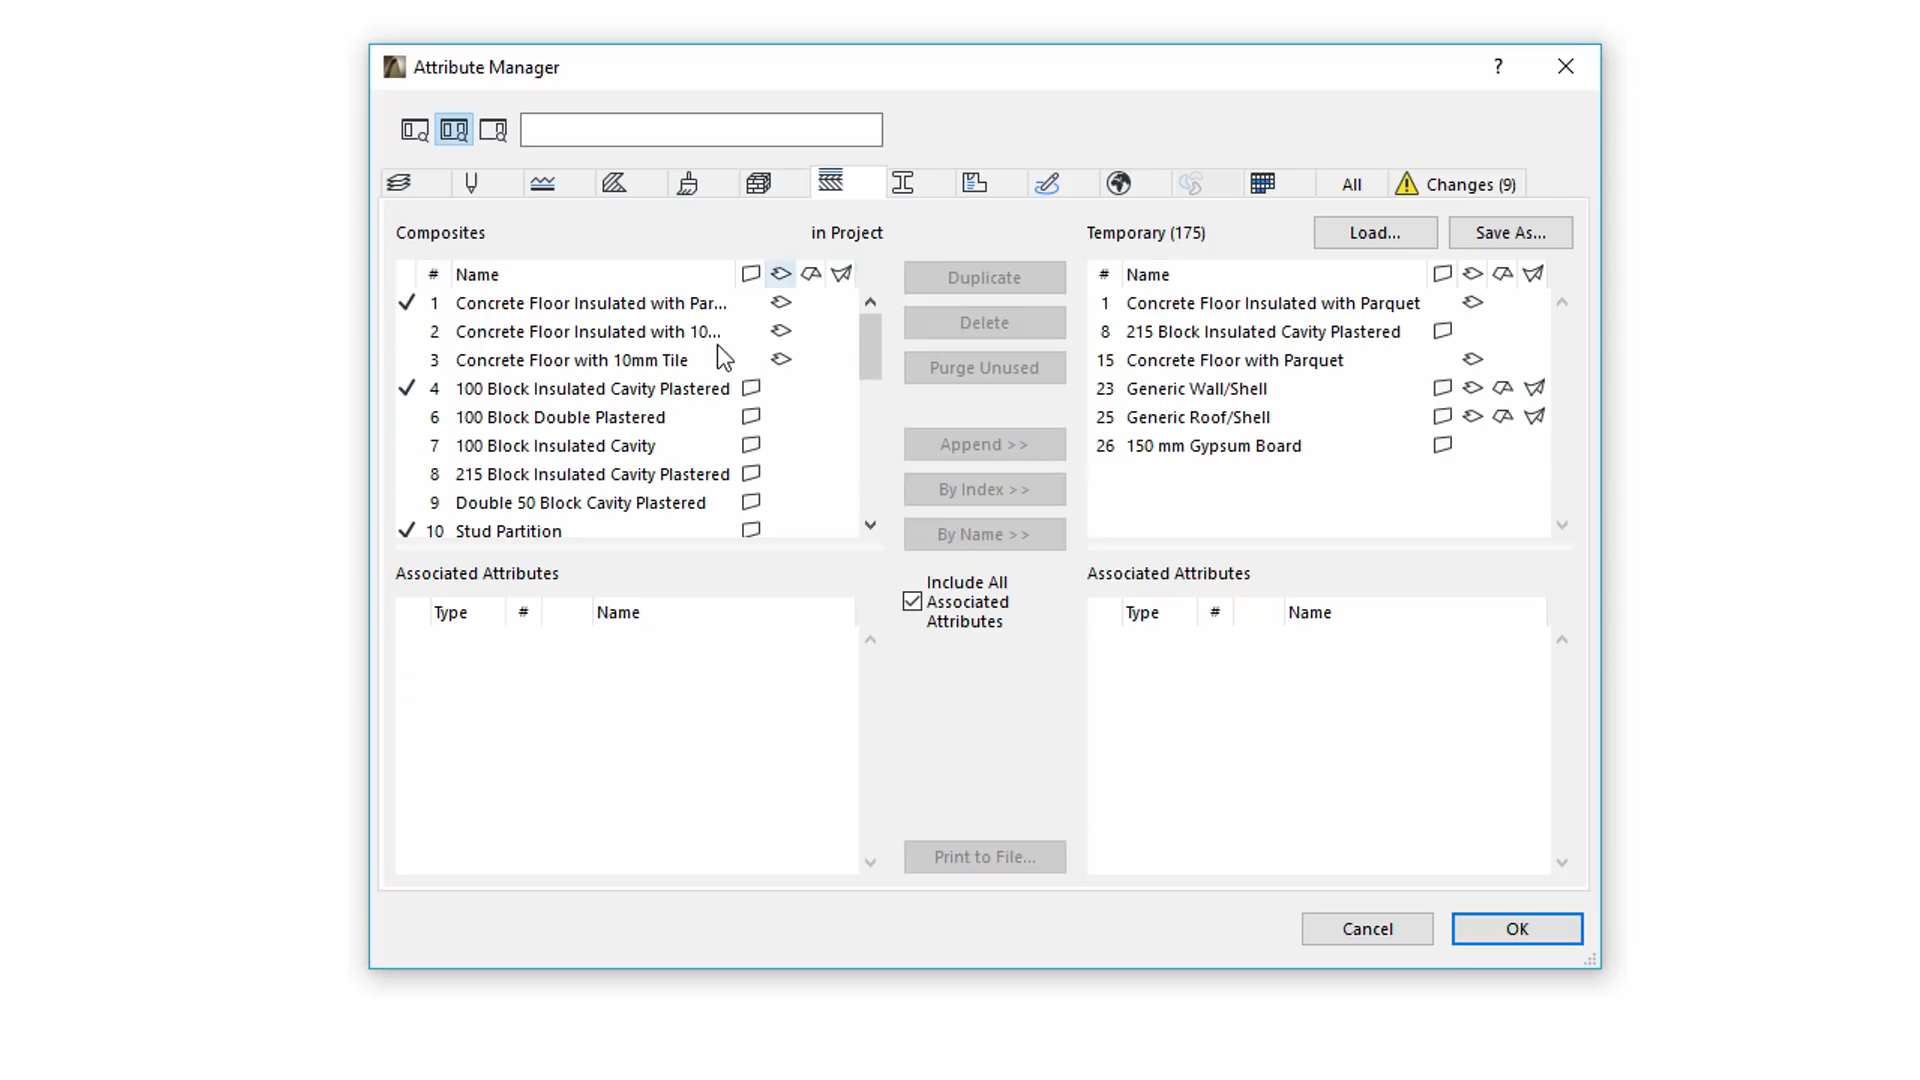 Attribute Manager ?
All Changes (9)
Composites in Project Temporary (175) Load... Save As...
# Name
1 Concrete Floor Insulated with Par...
2 Concrete Floor Insulated with 10...
3 Concrete Floor with 10mm Tile
4 100 Block Insulated Cavity Plastered
6 100 Block Double Plastered
7 100 Block Insulated Cavity
8 215 Block Insulated Cavity Plastered
9 Double 50 Block Cavity Plastered
10 Stud Partition
Duplicate
Delete
Purge Unused
Append >>
By Index >>
By Name >>
# Name
1 Concrete Floor Insulated with Parquet
8 215 Block Insulated Cavity Plastered
15 Concrete Floor with Parquet
23 Generic Wall/Shell
25 Generic Roof/Shell
26 150 mm Gypsum Board
Associated Attributes
Type # Name
Include All
Associated
Attributes
Associated Attributes
Type # Name
Print to File...
Cancel OK